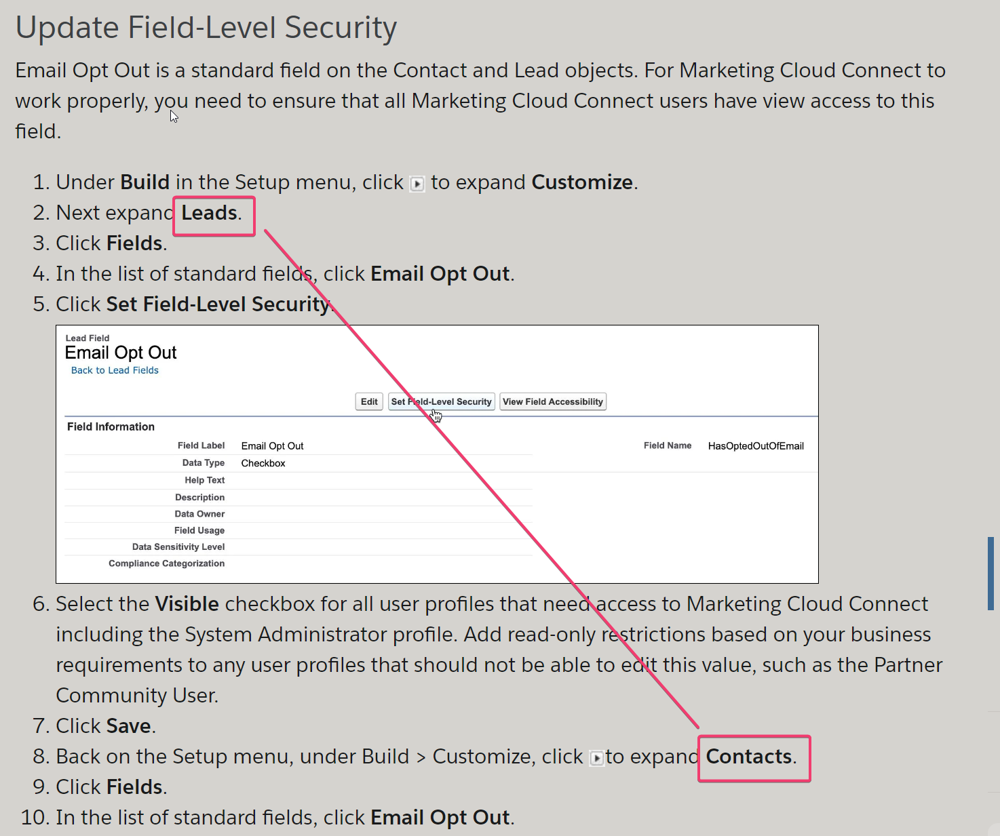 Update Field-Level Security
Email Opt Out is a standard field on the Contact and Lead objects. For Marketing Cloud Connect to
work properly, you need to ensure that all Marketing Cloud Connect users have view access to this
field.
1. Under Build in the Setup menu, click to expand Customize.
2. Next expand Leads.
3. Click Fields.
4. In the list of standard fields, click Email Opt Out.
5. Click Set Field-Level Security.
Lead Field
Email Opt Out
Back to Lead Fields
Edit Set Field-Level Security View Field Accessibility
Field Information
Field Label Email Opt Out Field Name HasOptedOutOfEmail
Data Type Checkbox
Help Text
Description
Data Owner
Field Usage
Data Sensitivity Level
Compliance Categorization
6. Select the Visible checkbox for all user profiles that need access to Marketing Cloud Connect
including the System Administrator profile. Add read-only restrictions based on your business
requirements to any user profiles that should not be able to edit this value, such as the Partner
Community User.
7. Click Save.
8. Back on the Setup menu, under Build > Customize, click to expand Contacts.
9. Click Fields.
10. In the list of standard fields, click Email Opt Out.